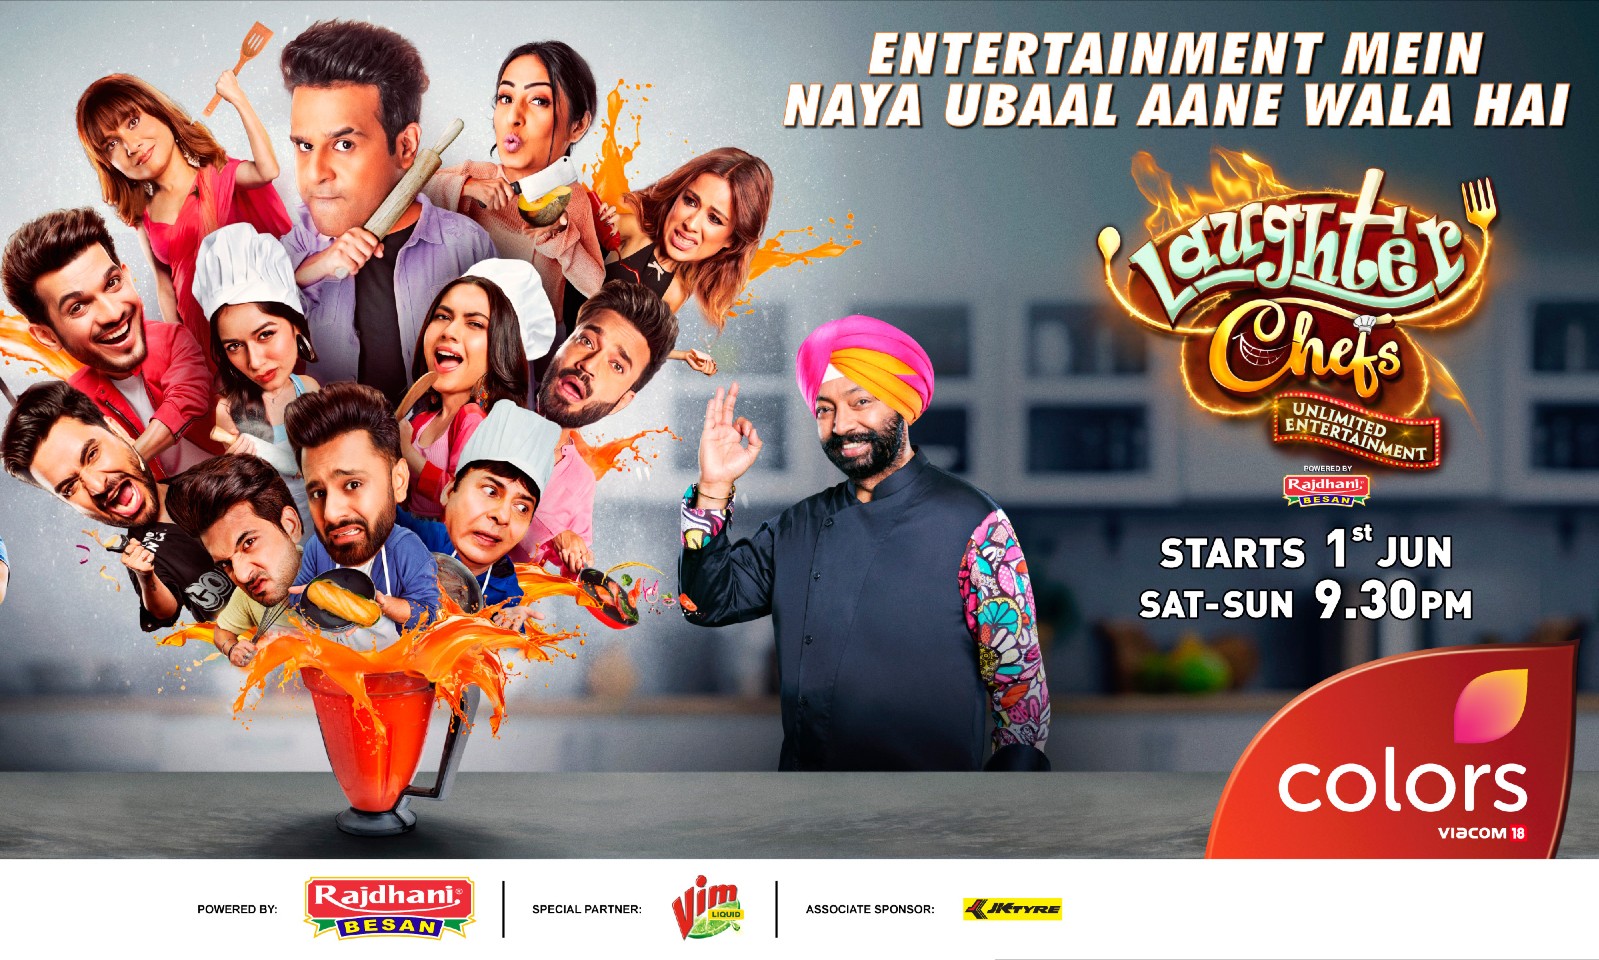 ENTERTAINMENT MEIN
NAYA UBAAL AANE WALA HAI
Laughter
Chefs
UNLIMITED
ENTERTAINMENT
POWERED BY
Rajdhani
BESAN
STARTS 1st JUN
SAT-SUN 9.30PM
colors
VIACOM 18
POWERED BY:
Rajdhani®
BESAN
SPECIAL PARTNER:
Vim
LIQUID
ASSOCIATE SPONSOR:
JK TYRE